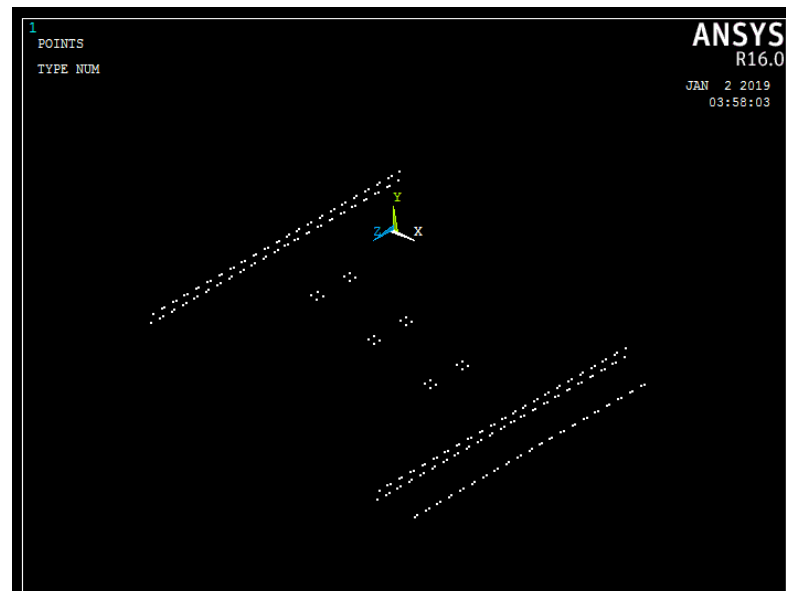 1
POINTS
TYPE NUM
ANSYS
R16.0
JAN  2 2019
03:58:03
Y
Z
X